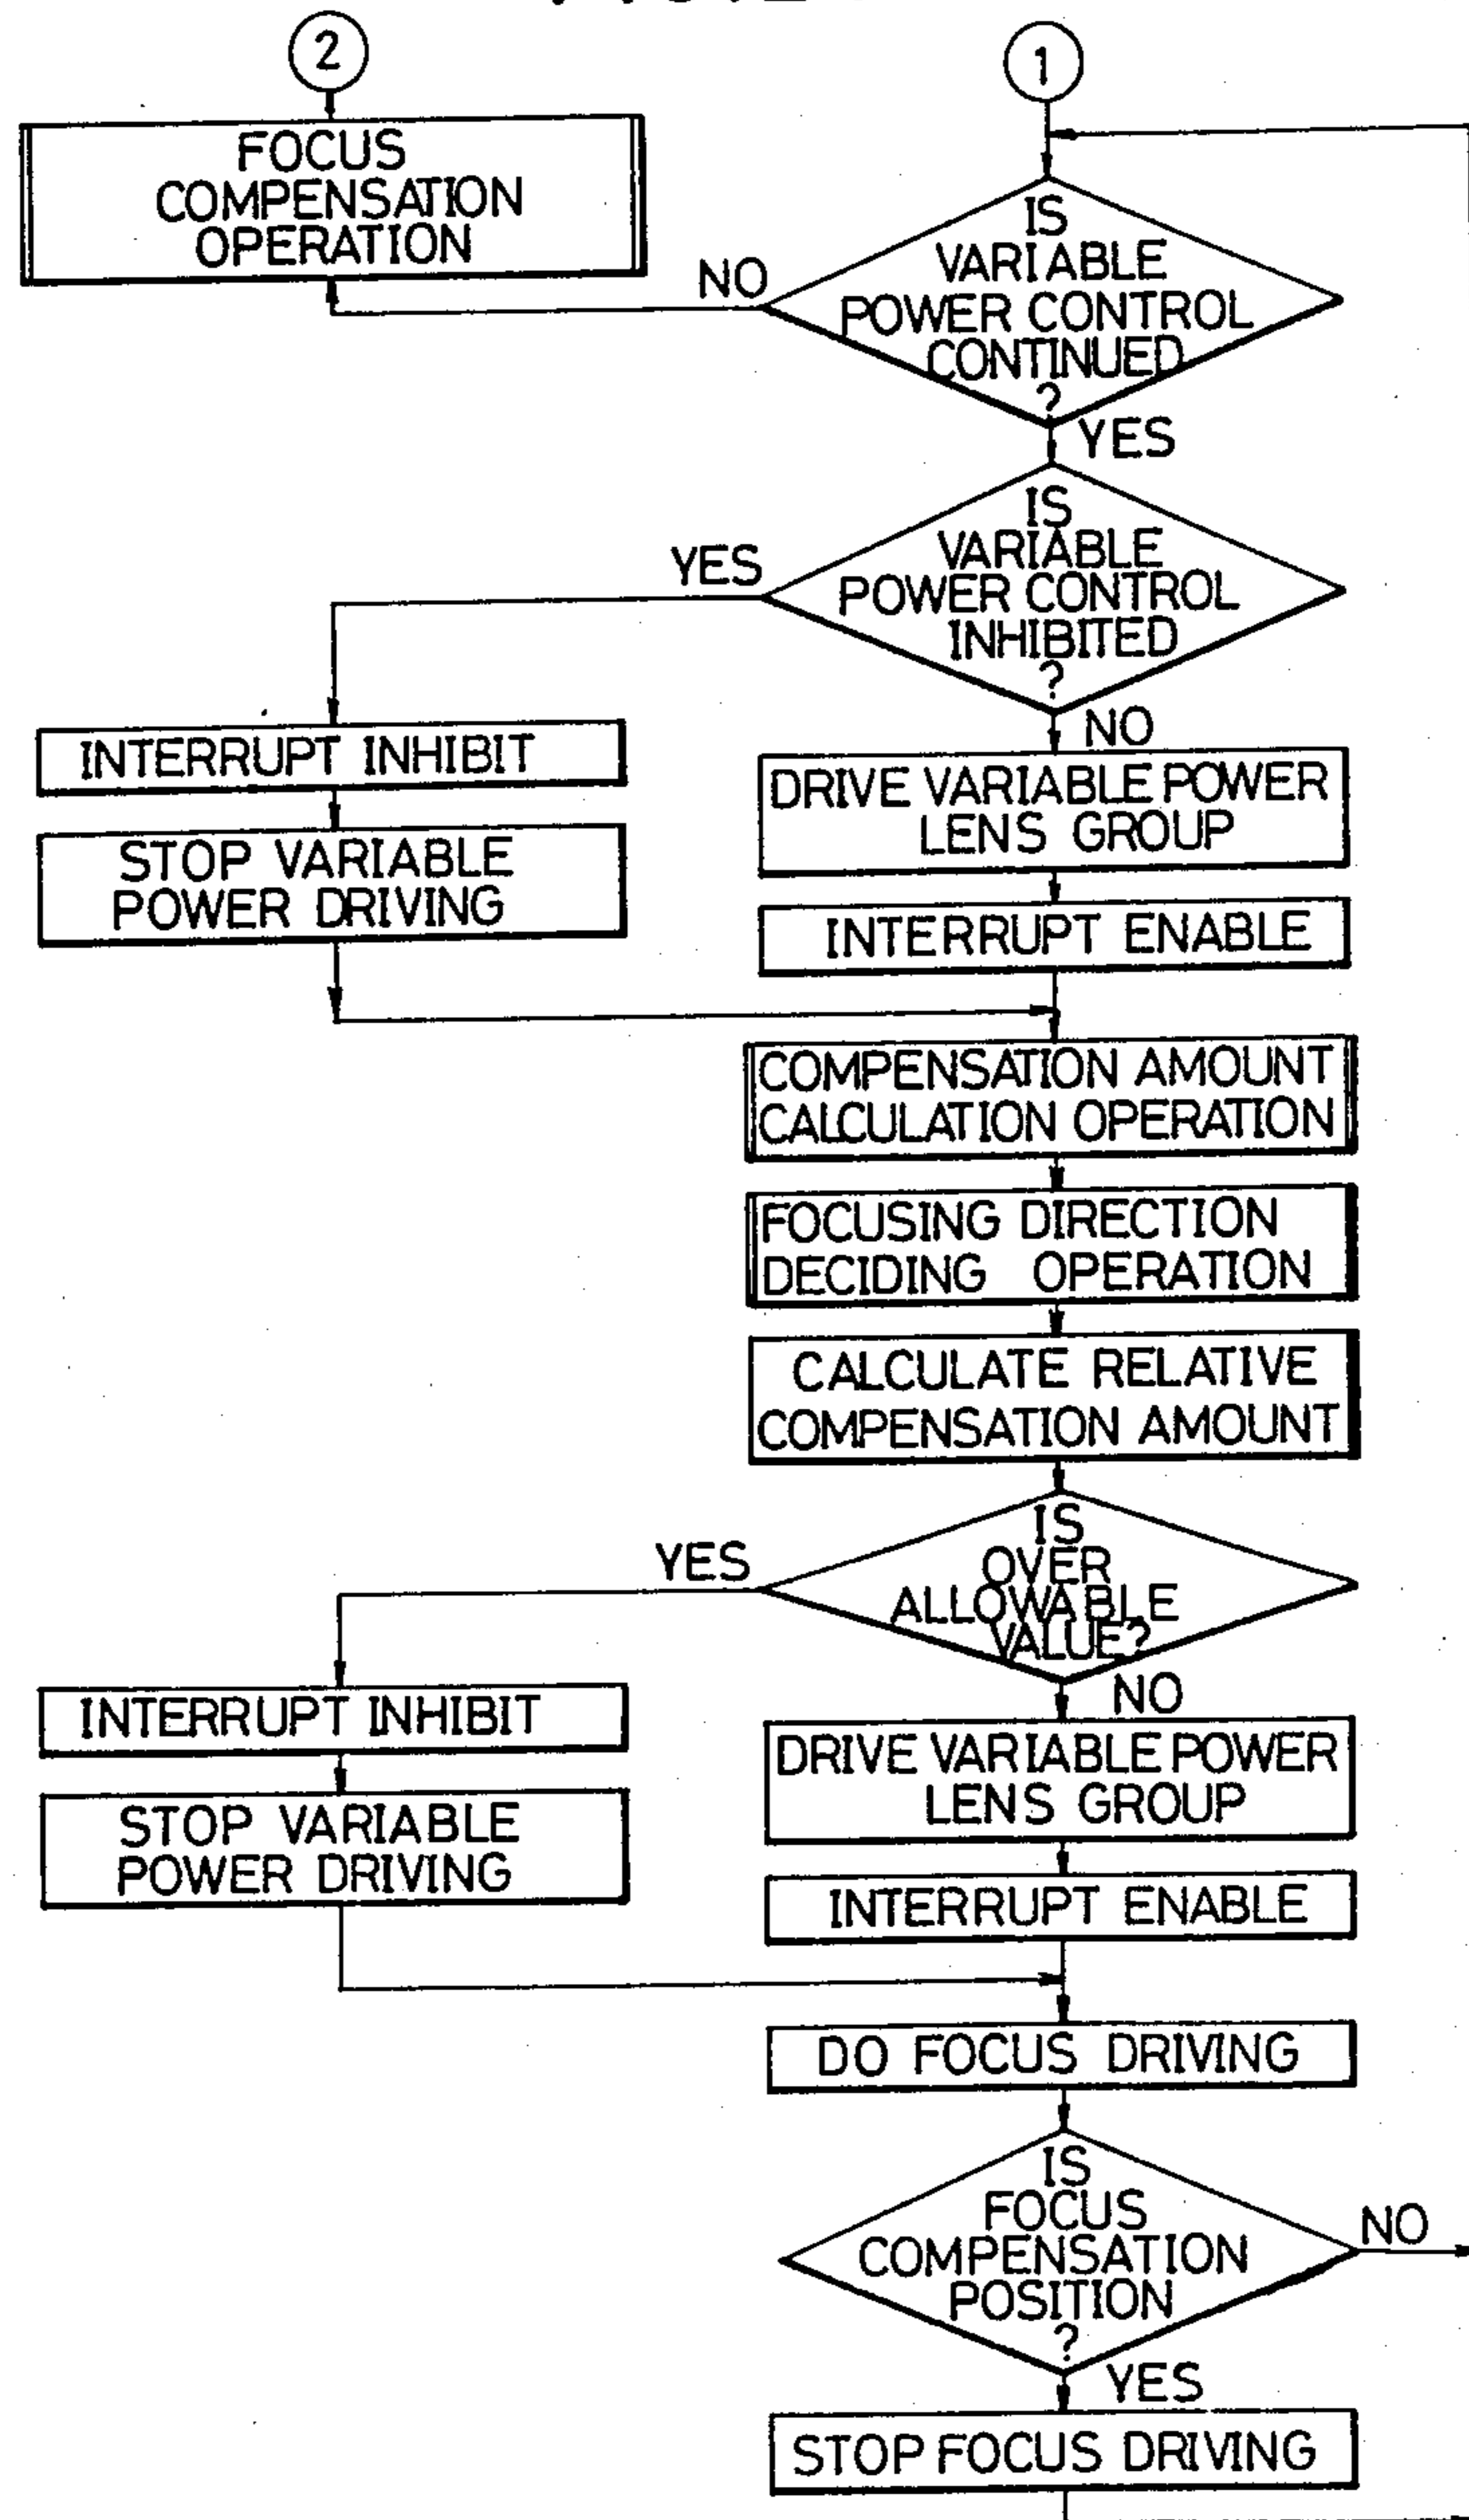 2
1
FOCUS
COMPENSATION
OPERATION
IS
VARIABLE
POWER CONTROL
CONTINUED
?
NO
YES
IS
VARIABLE
POWER CONTROL
INHIBITED
?
YES
NO
INTERRUPT INHIBIT
STOP VARIABLE
POWER DRIVING
DRIVE VARIABLE POWER
LENS GROUP
INTERRUPT ENABLE
COMPENSATION AMOUNT
CALCULATION OPERATION
FOCUSING DIRECTION
DECIDING OPERATION
CALCULATE RELATIVE
COMPENSATION AMOUNT
IS
OVER
ALLOWABLE
VALUE?
YES
NO
INTERRUPT INHIBIT
STOP VARIABLE
POWER DRIVING
DRIVE VARIABLE POWER
LENS GROUP
INTERRUPT ENABLE
DO FOCUS DRIVING
IS
FOCUS
COMPENSATION
POSITION
?
NO
YES
STOP FOCUS DRIVING